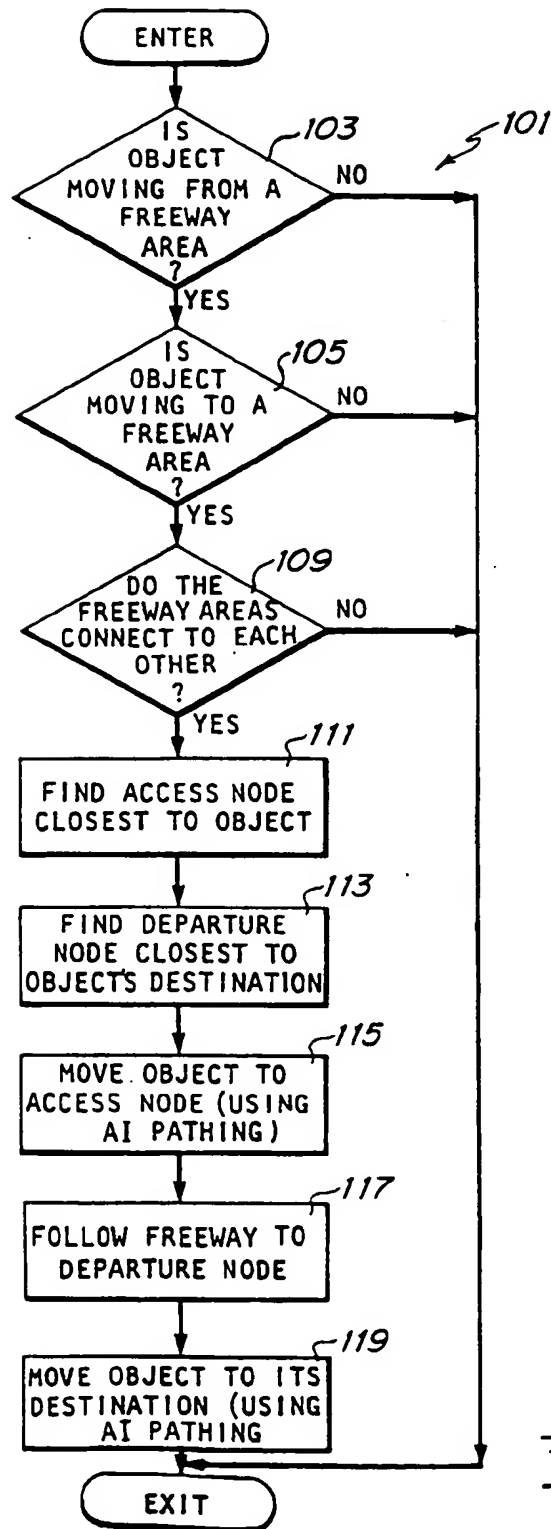 ENTER
103
101
IS
OBJECT
MOVING FROM A
FREEWAY
AREA
?
NO
YES
105
IS
OBJECT
MOVING TO A
FREEWAY
AREA
?
NO
YES
109
DO THE
FREEWAY AREAS
CONNECT TO EACH
OTHER
?
NO
YES
111
FIND ACCESS NODE
CLOSEST TO OBJECT
113
FIND DEPARTURE
NODE CLOSEST TO
OBJECT'S DESTINATION
115
MOVE OBJECT TO
ACCESS NODE (USING
AI PATHING)
117
FOLLOW FREEWAY TO
DEPARTURE NODE
119
MOVE OBJECT TO ITS
DESTINATION (USING
AI PATHING
EXIT